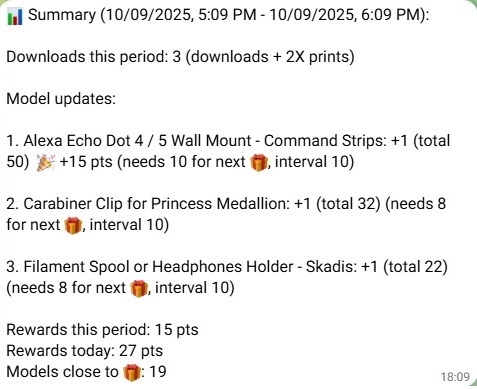 📊 Summary (10/09/2025, 5:09 PM - 10/09/2025, 6:09 PM):
Downloads this period: 3 (downloads + 2X prints)
Model updates:
1. Alexa Echo Dot 4 / 5 Wall Mount - Command Strips: +1 (total
50) 🎉 +15 pts (needs 10 for next 🎁, interval 10)
2. Carabiner Clip for Princess Medallion: +1 (total 32) (needs 8
for next 🎁, interval 10)
3. Filament Spool or Headphones Holder - Skadis: +1 (total 22)
(needs 8 for next 🎁, interval 10)
Rewards this period: 15 pts
Rewards today: 27 pts
Models close to 🎁: 19
18:09